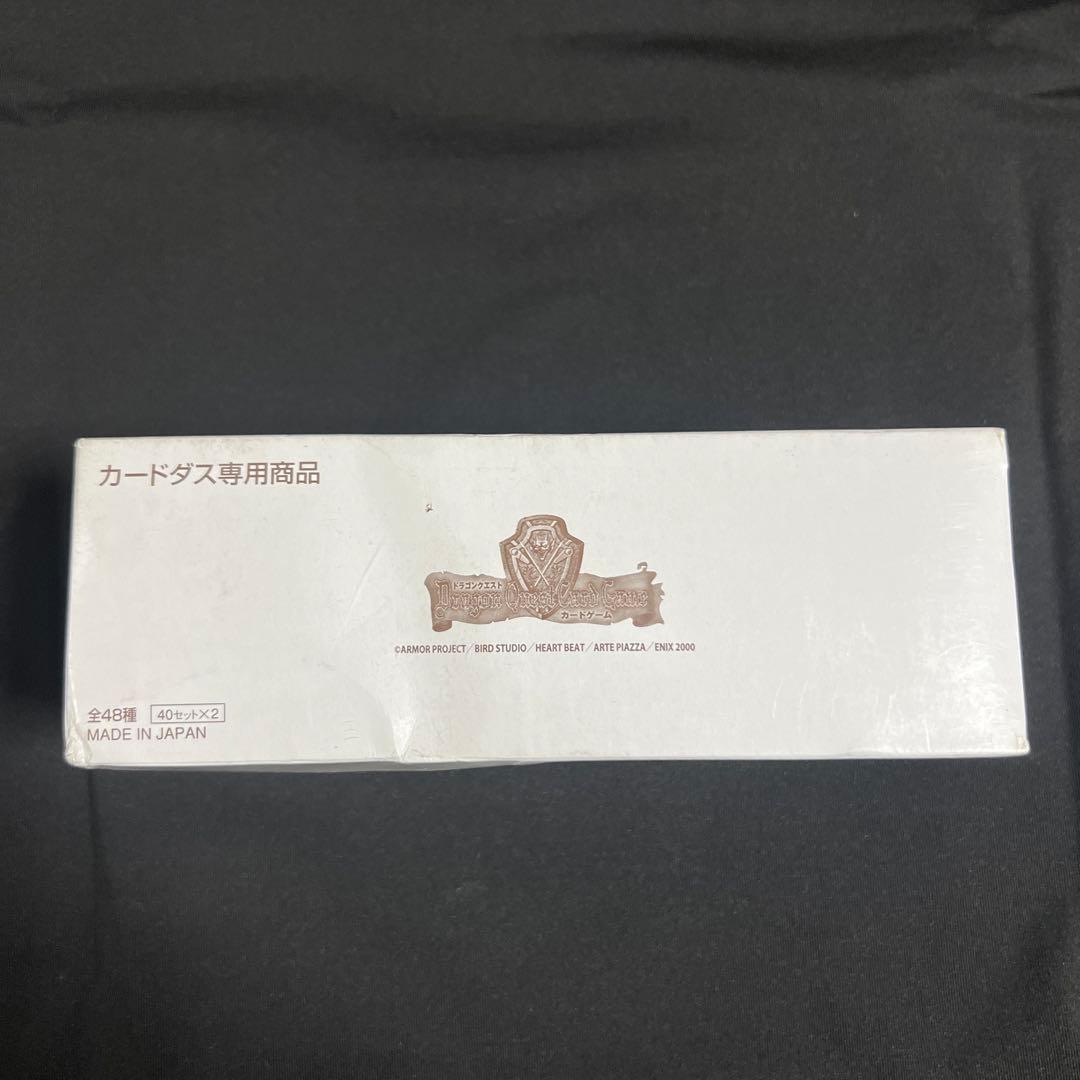 カードダス専用商品
ドラゴンクエスト
Dragon Quest Card Game
カードゲーム
©ARMOR PROJECT／BIRD STUDIO／HEART BEAT／ARTE PIAZZA／ENIX 2000
全48種 40セット×2
MADE IN JAPAN